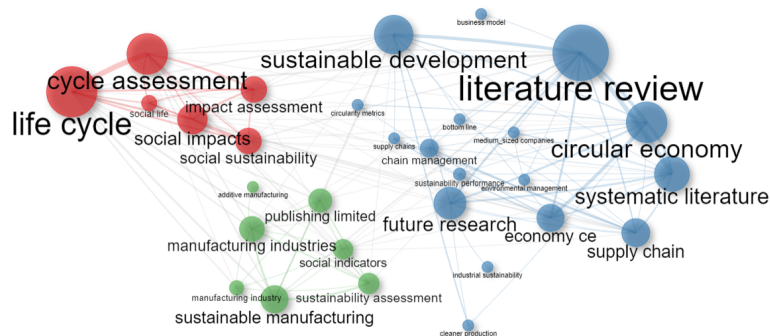 business model
sustainable development
cycle assessment
literature review
impact assessment
social life
circularity metrics
life cycle
bottom line
social impacts
medium_sized companies
supply chains
circular economy
social sustainability
chain management
sustainability performance
environmental management
additive manufacturing
systematic literature
publishing limited
future research
economy ce
manufacturing industries
supply chain
social indicators
industrial sustainability
manufacturing industry
sustainability assessment
sustainable manufacturing
cleaner production